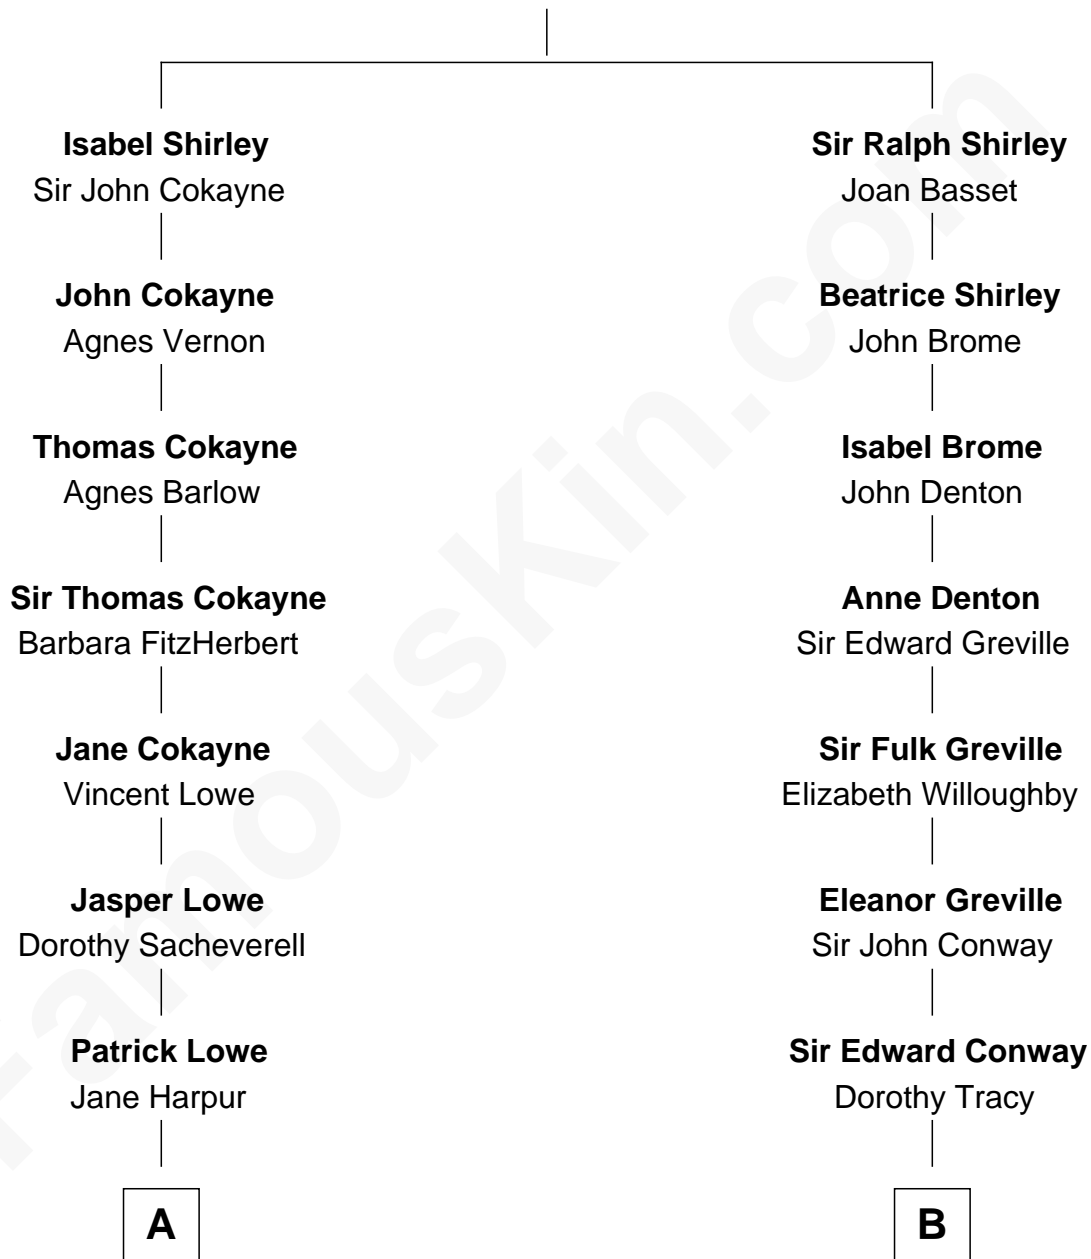 Isabel Shirley
Sir John Cokayne
John Cokayne
Agnes Vernon
Thomas Cokayne
Agnes Barlow
Sir Thomas Cokayne
Barbara FitzHerbert
Jane Cokayne
Vincent Lowe
Jasper Lowe
Dorothy Sacheverell
Patrick Lowe
Jane Harpur
A
Sir Ralph Shirley
Joan Basset
Beatrice Shirley
John Brome
Isabel Brome
John Denton
Anne Denton
Sir Edward Greville
Sir Fulk Greville
Elizabeth Willoughby
Eleanor Greville
Sir John Conway
Sir Edward Conway
Dorothy Tracy
B
FamousKin.com